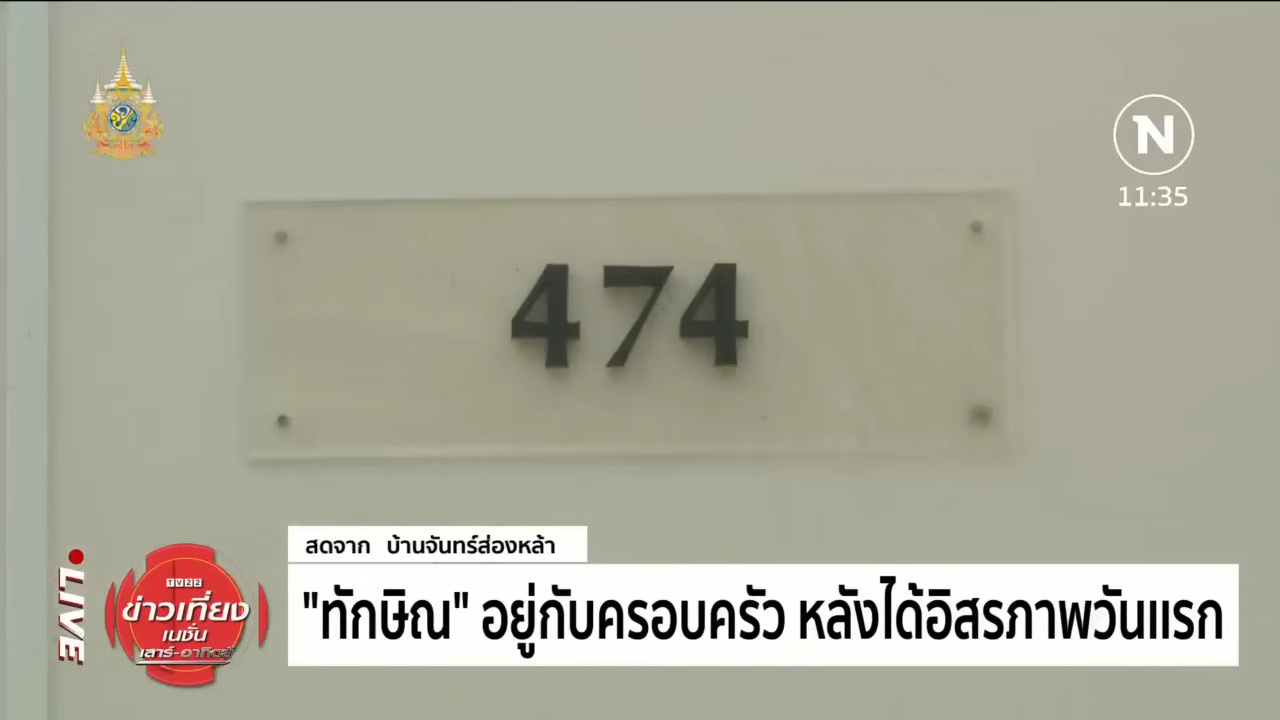 N
11:35
474
สดจาก บ้านจันทร์ส่องหล้า
"ทักษิณ" อยู่กับครอบครัว หลังได้อิสรภาพวันแรก
LIVE
TV22
ข่าวเที่ยง
เนชั่น
เสาร์-อาทิตย์